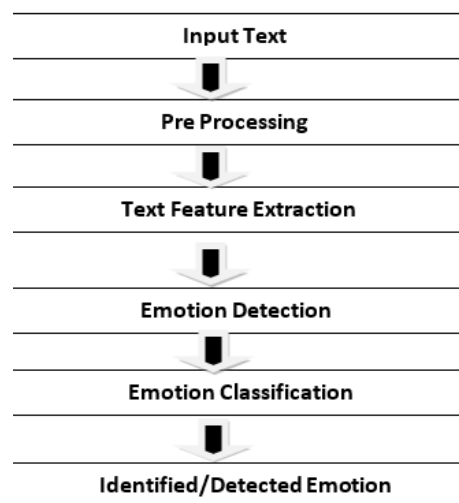 Input Text
Pre Processing
Text Feature Extraction
Emotion Detection
Emotion Classification
Identified/Detected Emotion